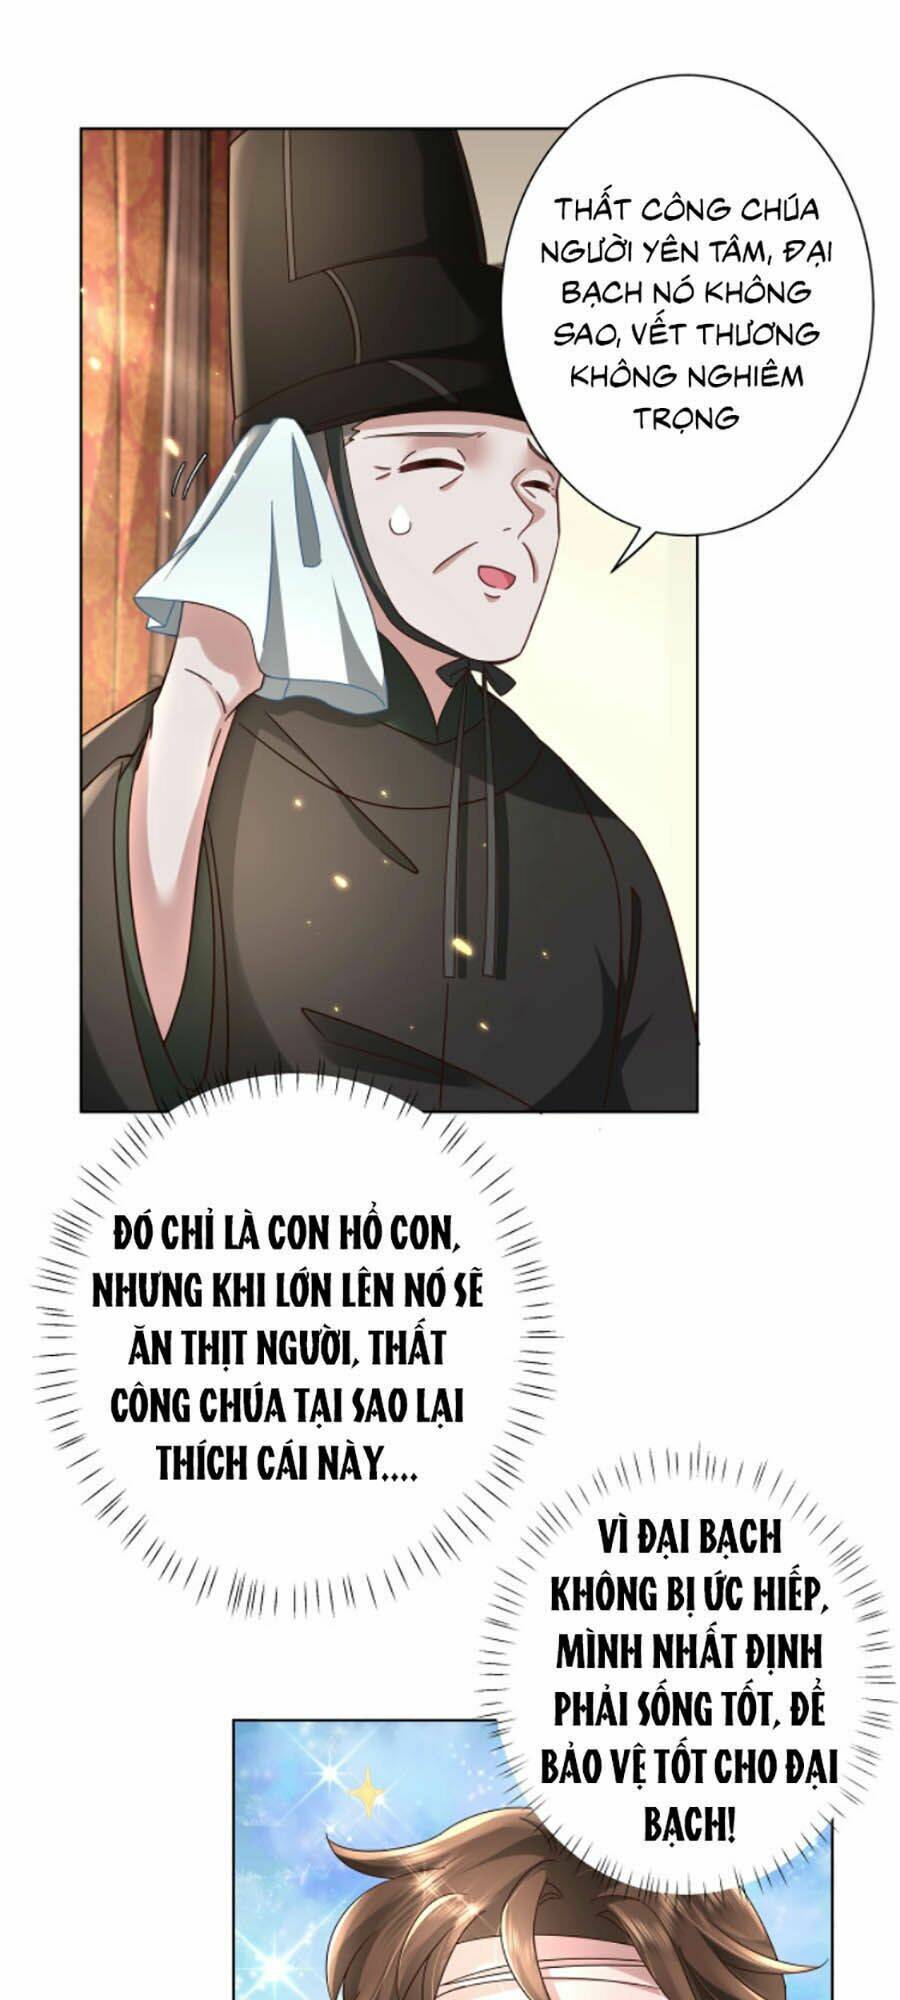 THẤT CÔNG CHÚA
NGƯỜI YÊN TÂM, ĐẠI
BẠCH NÓ KHÔNG
SAO, VẾT THƯƠNG
KHÔNG NGHIÊM
TRỌNG
ĐÓ CHỈ LÀ CON HỔ CON,
NHƯNG KHI LỚN LÊN NÓ SẼ
ĂN THỊT NGƯỜI, THẤT
CÔNG CHÚA TẠI SAO LẠI
THÍCH CÁI NÀY....
VÌ ĐẠI BẠCH
KHÔNG BỊ ỨC HIẾP,
MÌNH NHẤT ĐỊNH
PHẢI SỐNG TỐT, ĐỂ
BẢO VỆ TỐT CHO ĐẠI
BẠCH!